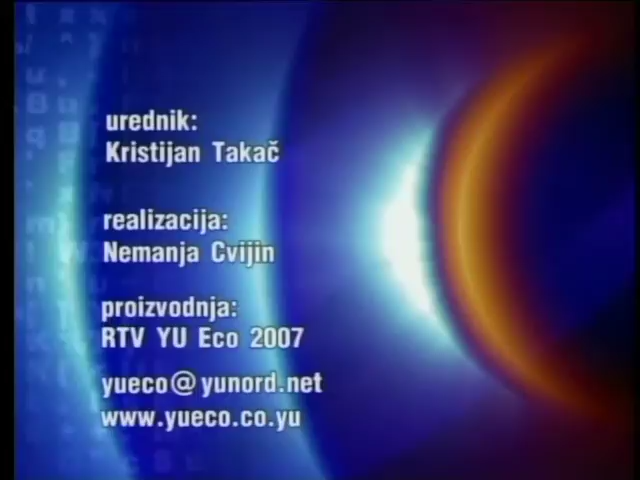 urednik:
Kristijan Takač
realizacija:
Nemanja Cvijin
proizvodnja:
RTV YU Eco 2007
yueco@yunord.net
www.yueco.co.yu